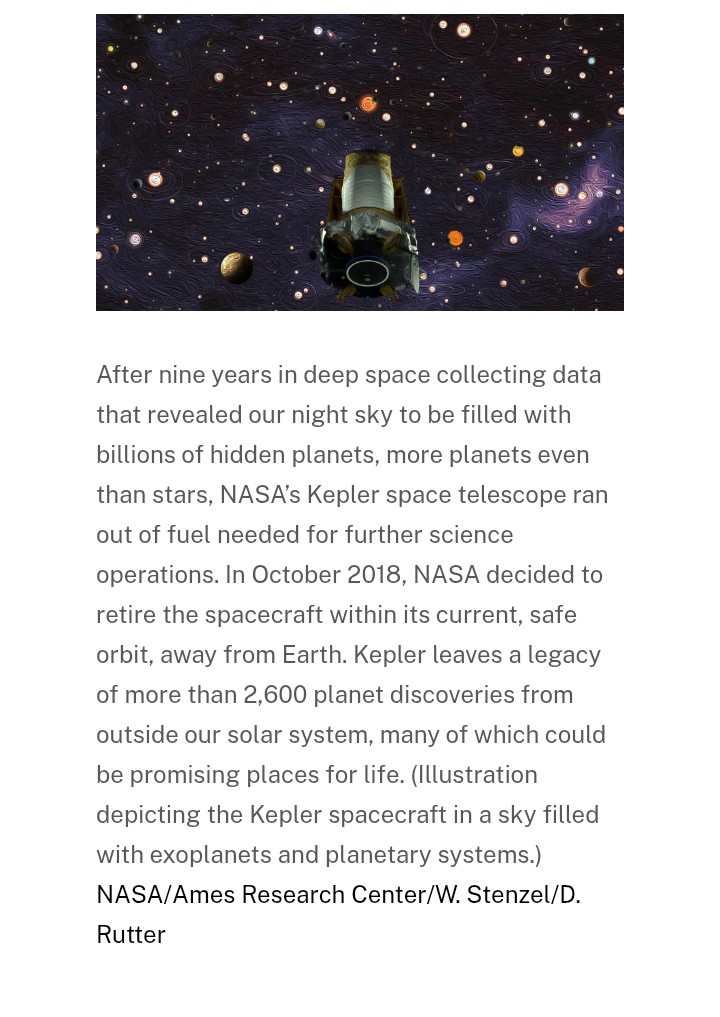 After nine years in deep space collecting data
that revealed our night sky to be filled with
billions of hidden planets, more planets even
than stars, NASA’s Kepler space telescope ran
out of fuel needed for further science
operations. In October 2018, NASA decided to
retire the spacecraft within its current, safe
orbit, away from Earth. Kepler leaves a legacy
of more than 2,600 planet discoveries from
outside our solar system, many of which could
be promising places for life. (Illustration
depicting the Kepler spacecraft in a sky filled
with exoplanets and planetary systems.)
NASA/Ames Research Center/W. Stenzel/D.
Rutter